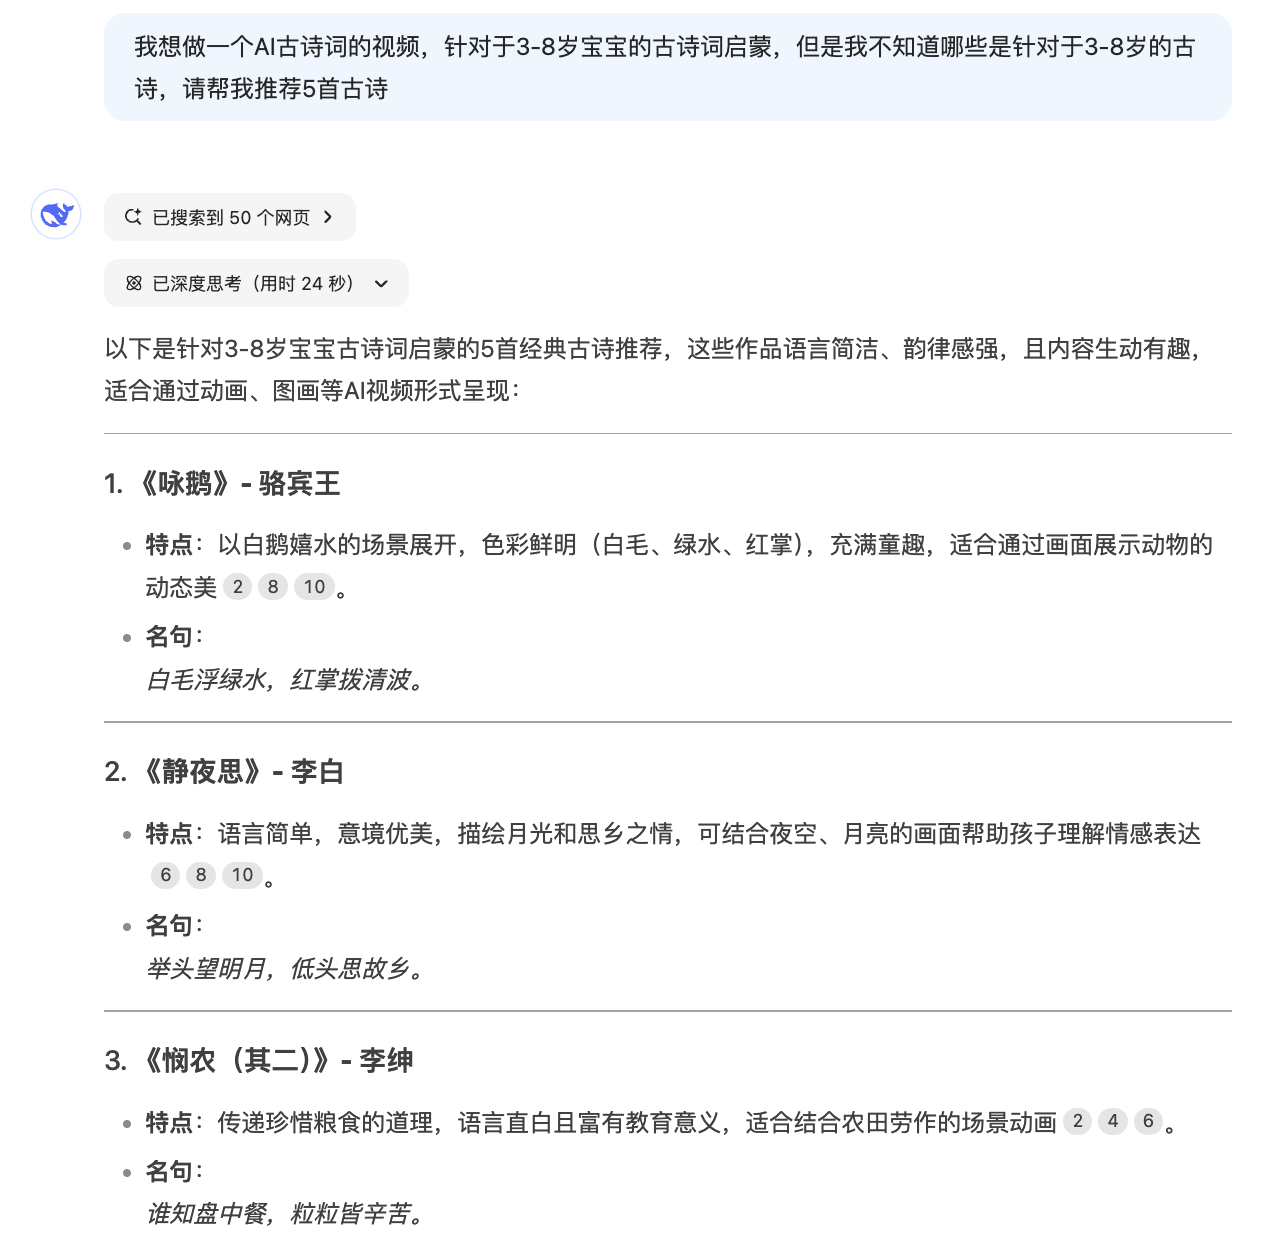 我想做一个AI古诗词的视频，针对于3-8岁宝宝的古诗词启蒙，但是我不知道哪些是针对于3-8岁的古
诗，请帮我推荐5首古诗
已搜索到 50 个网页
已深度思考（用时 24 秒）
以下是针对3-8岁宝宝古诗词启蒙的5首经典古诗推荐，这些作品语言简洁、韵律感强，且内容生动有趣，
适合通过动画、图画等AI视频形式呈现：
1. 《咏鹅》- 骆宾王
特点：以白鹅嬉水的场景展开，色彩鲜明（白毛、绿水、红掌），充满童趣，适合通过画面展示动物的
动态美 2 8 10 。
名句：
白毛浮绿水，红掌拨清波。
2. 《静夜思》- 李白
特点：语言简单，意境优美，描绘月光和思乡之情，可结合夜空、月亮的画面帮助孩子理解情感表达
6 8 10 。
名句：
举头望明月，低头思故乡。
3. 《悯农（其二）》- 李绅
特点：传递珍惜粮食的道理，语言直白且富有教育意义，适合结合农田劳作的场景动画 2 4 6 。
名句：
谁知盘中餐，粒粒皆辛苦。